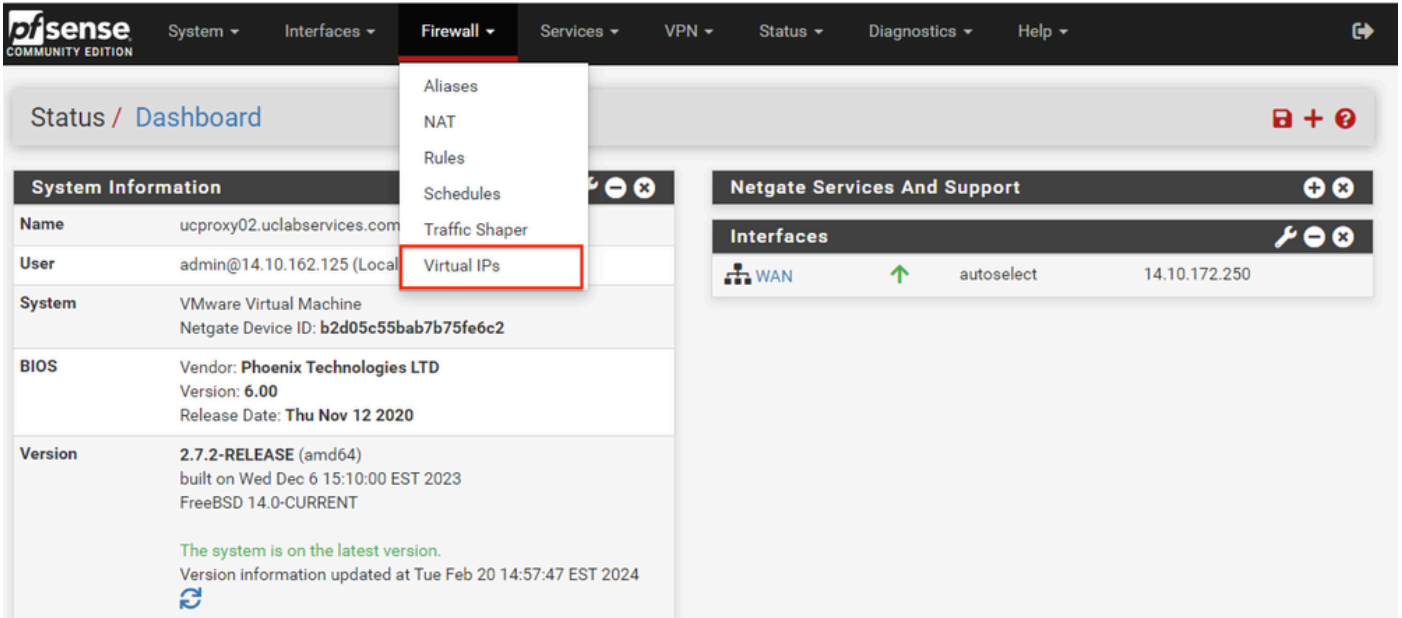 pfsense
COMMUNITY EDITION
System Interfaces Firewall Services VPN Status Diagnostics Help
Aliases
NAT
Rules
Schedules
Traffic Shaper
Virtual IPs
Status / Dashboard
System Information
Name ucproxy02.uclabservices.com
User admin@14.10.162.125 (Local
System VMware Virtual Machine
Netgate Device ID: b2d05c55bab7b75fe6c2
BIOS Vendor: Phoenix Technologies LTD
Version: 6.00
Release Date: Thu Nov 12 2020
Version 2.7.2-RELEASE (amd64)
built on Wed Dec 6 15:10:00 EST 2023
FreeBSD 14.0-CURRENT
The system is on the latest version.
Version information updated at Tue Feb 20 14:57:47 EST 2024
Netgate Services And Support
Interfaces
WAN autoselect 14.10.172.250